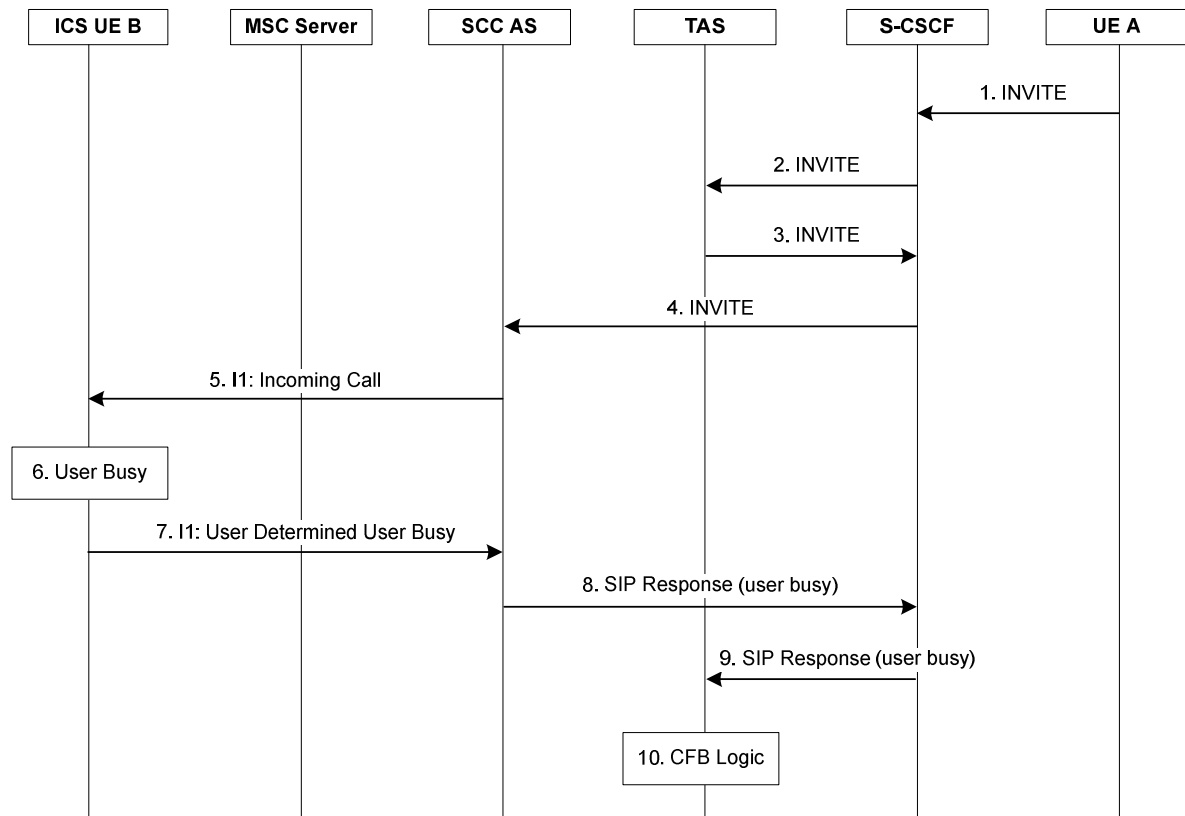 ICS UE B
MSC Server
SCC AS
TAS
S-CSCF
UE A
1. INVITE
2. INVITE
3. INVITE
4. INVITE
5. I1: Incoming Call
6. User Busy
7. I1: User Determined User Busy
8. SIP Response (user busy)
9. SIP Response (user busy)
10. CFB Logic